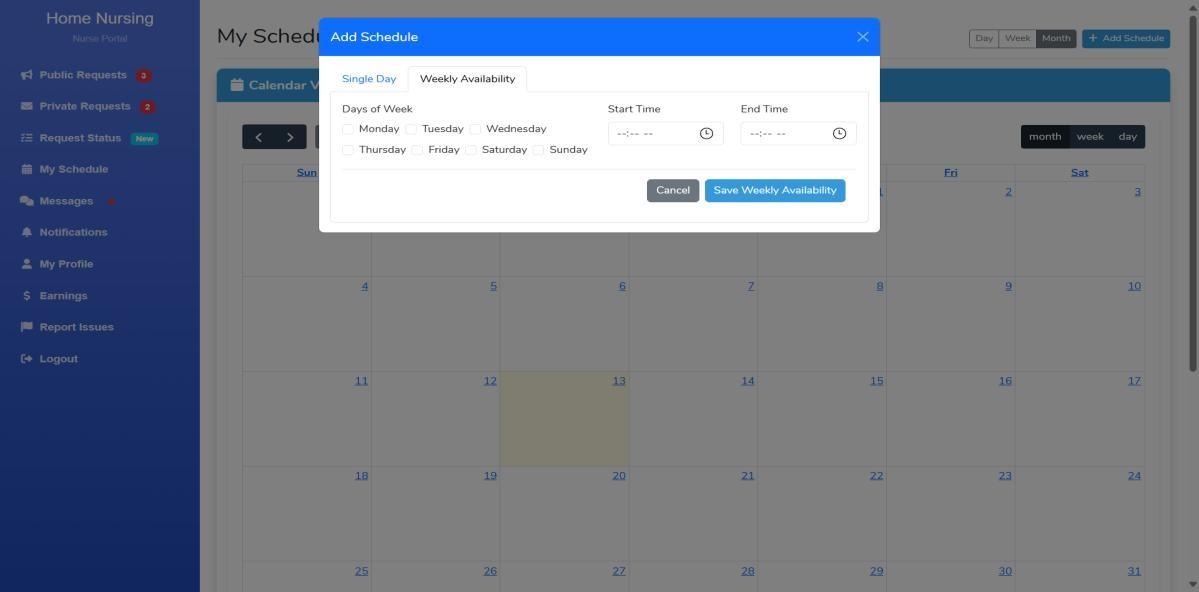 Home Nursing
Nurse Portal
Public Requests 3
Private Requests 2
Request Status New
My Schedule
Messages
Notifications
My Profile
$ Earnings
Report Issues
Logout
My Schedu
Day Week Month + Add Schedule
Calendar V
month week day
Add Schedule
Single Day Weekly Availability
Days of Week Start Time End Time
Monday Tuesday Wednesday
--:-- -- --:-- --
Thursday Friday Saturday Sunday
Cancel Save Weekly Availability
Sun Fri Sat
1 2 3
4 5 6 7 8 9 10
11 12 13 14 15 16 17
18 19 20 21 22 23 24
25 26 27 28 29 30 31